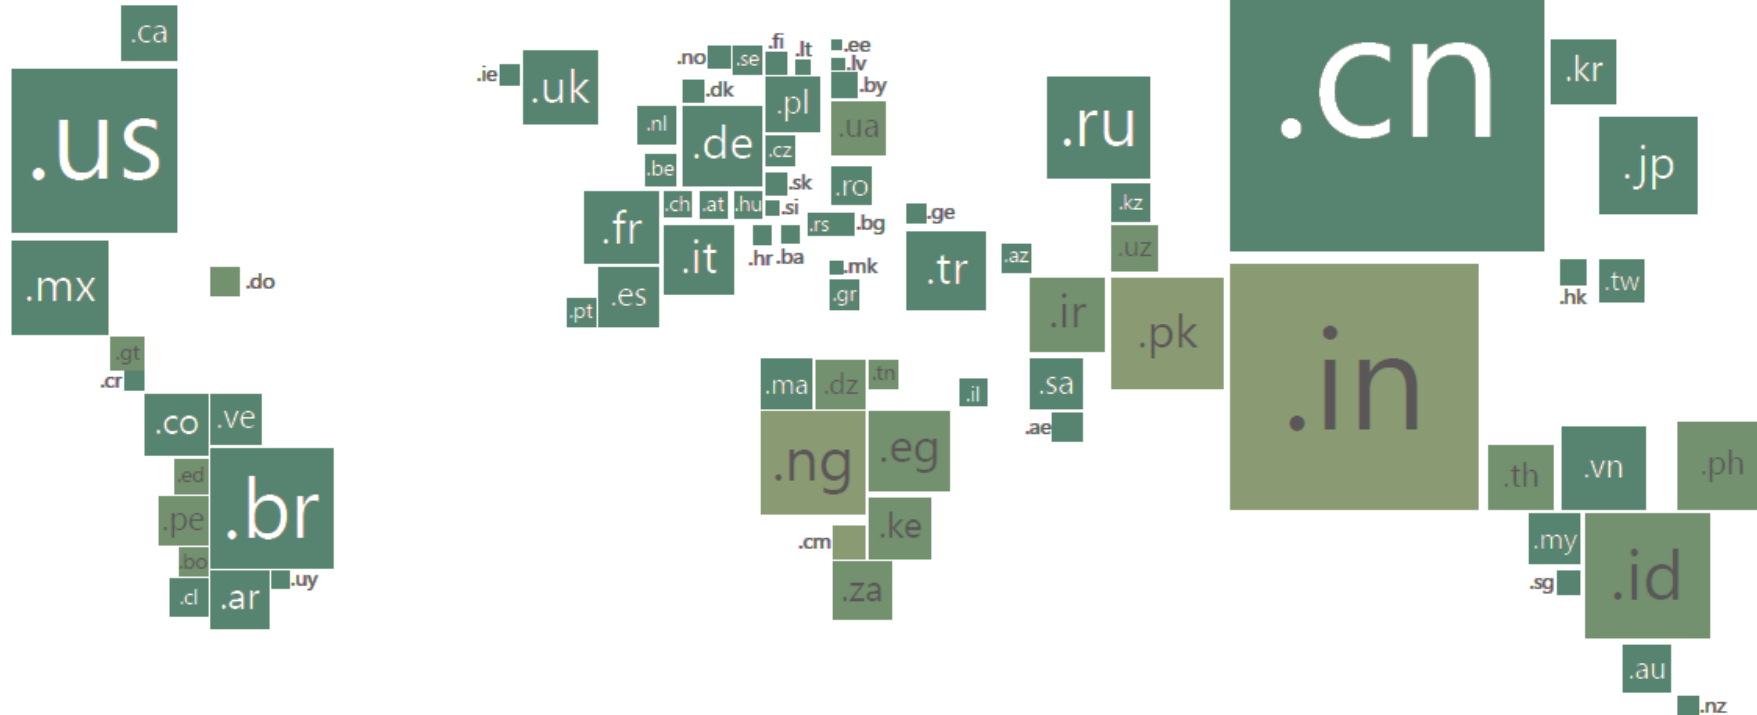 .ca
.us
.mx
.do
.gt
.cr
.co
.ve
.ed
.pe
.br
.bo
.cl
.ar
.uy
.ie
.uk
.no
.se
.fi
.lt
.ee
.lv
.by
.dk
.pl
.nl
.de
.ua
.be
.cz
.sk
.ro
.fr
.ch
.at
.hu
.si
.rs
.bg
.it
.hr
.ba
.mk
.gr
.pt
.es
.ge
.tr
.az
.ru
.kz
.uz
.ir
.pk
.sa
.ae
.il
.ma
.dz
.tn
.ng
.eg
.cm
.ke
.za
.cn
.in
.kr
.jp
.hk
.tw
.th
.vn
.ph
.my
.sg
.id
.au
.nz